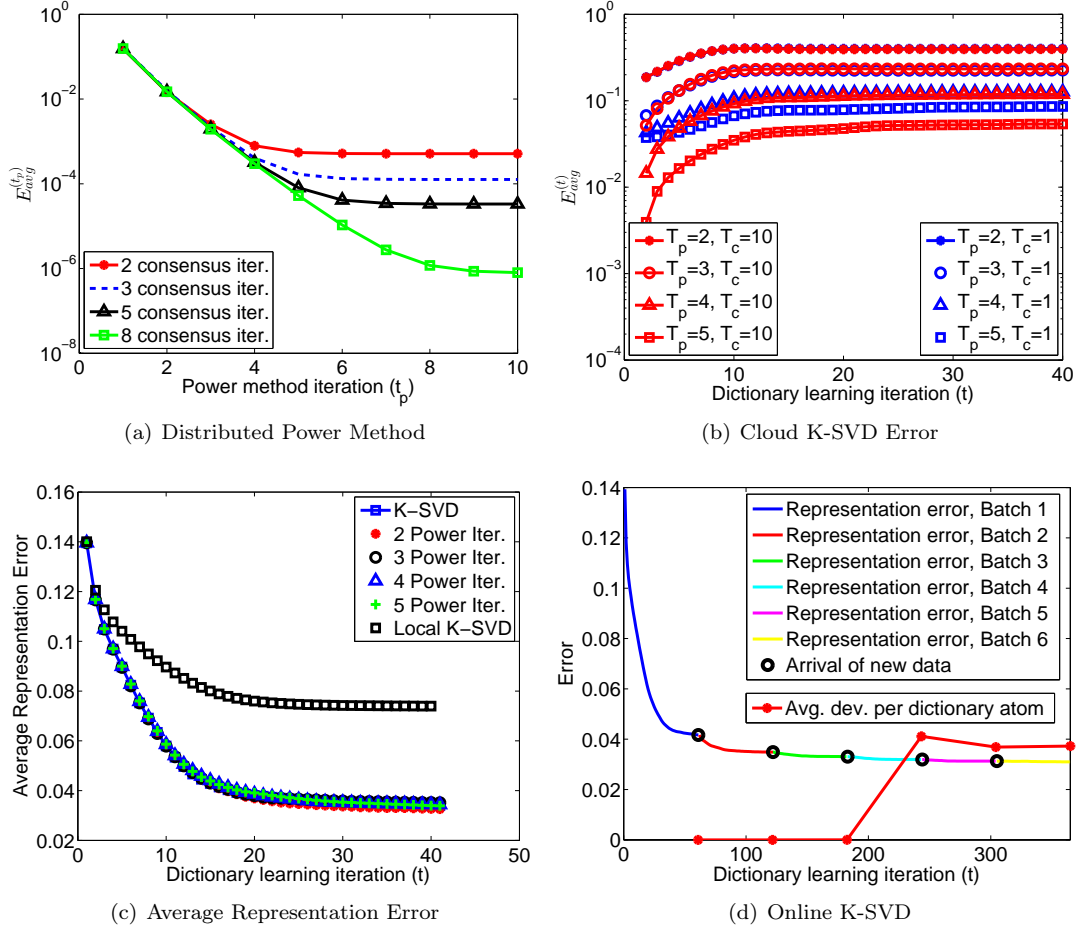 10^0
10^-2
10^-4
10^-6
10^-8
0
2
4
6
8
10
E_avg^(t_p)
Power method iteration (t_p)
2 consensus iter.
3 consensus iter.
5 consensus iter.
8 consensus iter.
(a) Distributed Power Method
10^0
10^-1
10^-2
10^-3
10^-4
0
10
20
30
40
E_avg^(t)
Dictionary learning iteration (t)
T_p=2, T_c=10
T_p=3, T_c=10
T_p=4, T_c=10
T_p=5, T_c=10
T_p=2, T_c=1
T_p=3, T_c=1
T_p=4, T_c=1
T_p=5, T_c=1
(b) Cloud K-SVD Error
0.16
0.14
0.12
0.1
0.08
0.06
0.04
0.02
0
10
20
30
40
50
Average Representation Error
Dictionary learning iteration (t)
K−SVD
2 Power Iter.
3 Power Iter.
4 Power Iter.
5 Power Iter.
Local K−SVD
(c) Average Representation Error
0.14
0.12
0.1
0.08
0.06
0.04
0.02
0
0
100
200
300
Error
Dictionary learning iteration (t)
Representation error, Batch 1
Representation error, Batch 2
Representation error, Batch 3
Representation error, Batch 4
Representation error, Batch 5
Representation error, Batch 6
Arrival of new data
Avg. dev. per dictionary atom
(d) Online K-SVD